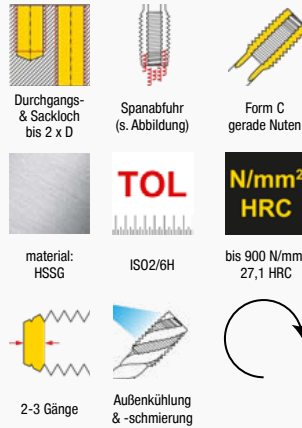 Durchgangs-
& Sackloch
bis 2 x D
Spanabfuhr
(s. Abbildung)
Form C
gerade Nuten
TOL
N/mm²
HRC
material:
HSSG
ISO2/6H
bis 900 N/mm
27,1 HRC
2-3 Gänge
Außenkühlung
& -schmierung